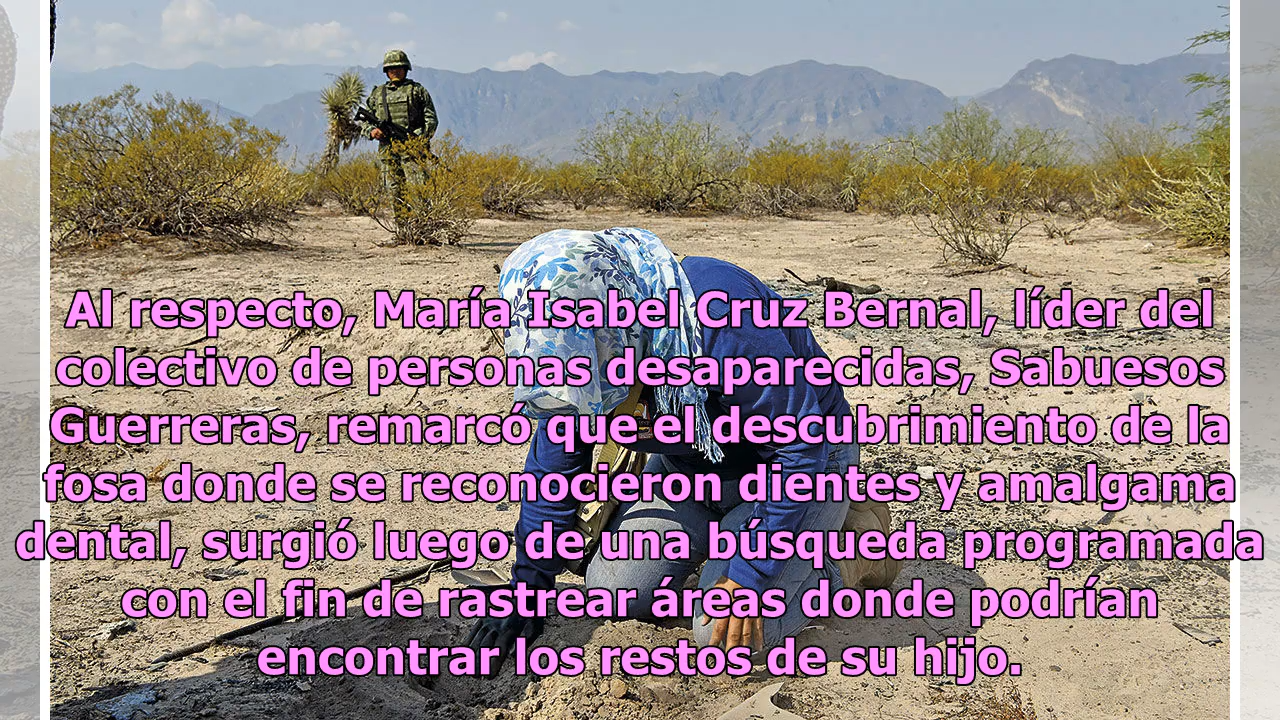 Al respecto, María Isabel Cruz Bernal, líder del
colectivo de personas desaparecidas, Sabuesos
Guerreras, remarcó que el descubrimiento de la
fosa donde se reconocieron dientes y amalgama
dental, surgió luego de una búsqueda programada
con el fin de rastrear áreas donde podrían
encontrar los restos de su hijo.